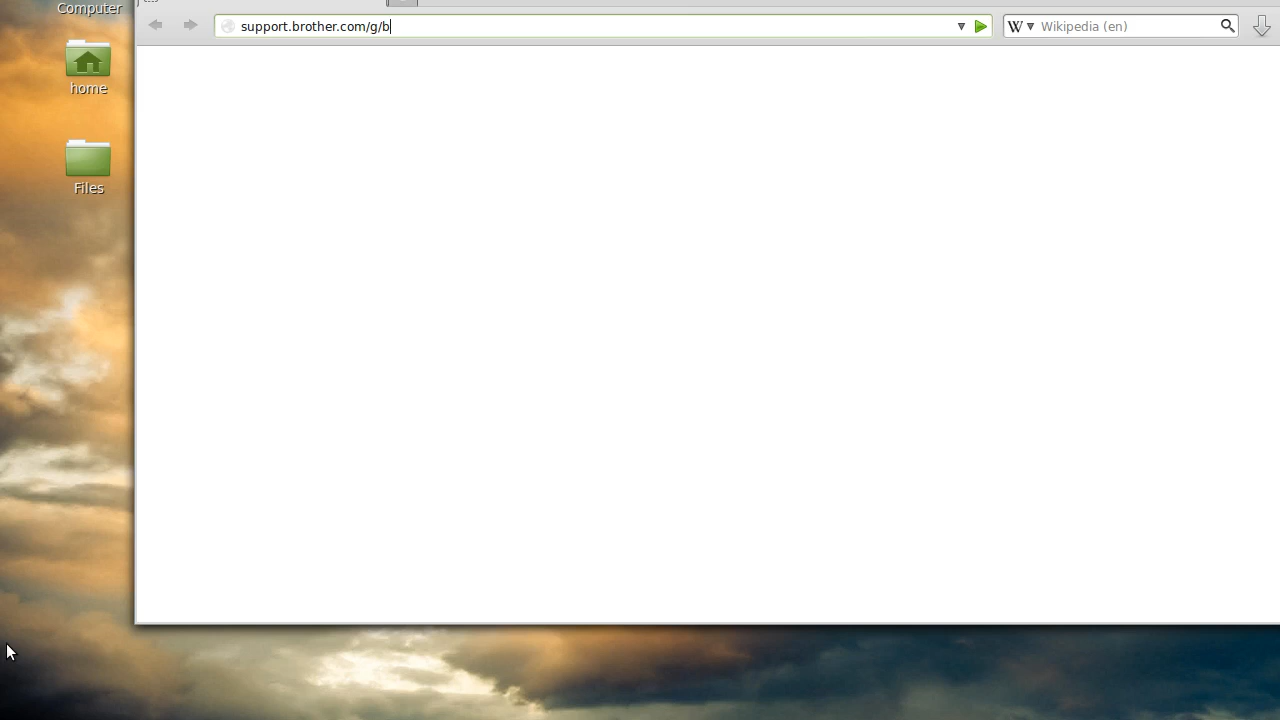 Computer
support.brother.com/g/b
W Wikipedia (en)
home
Files